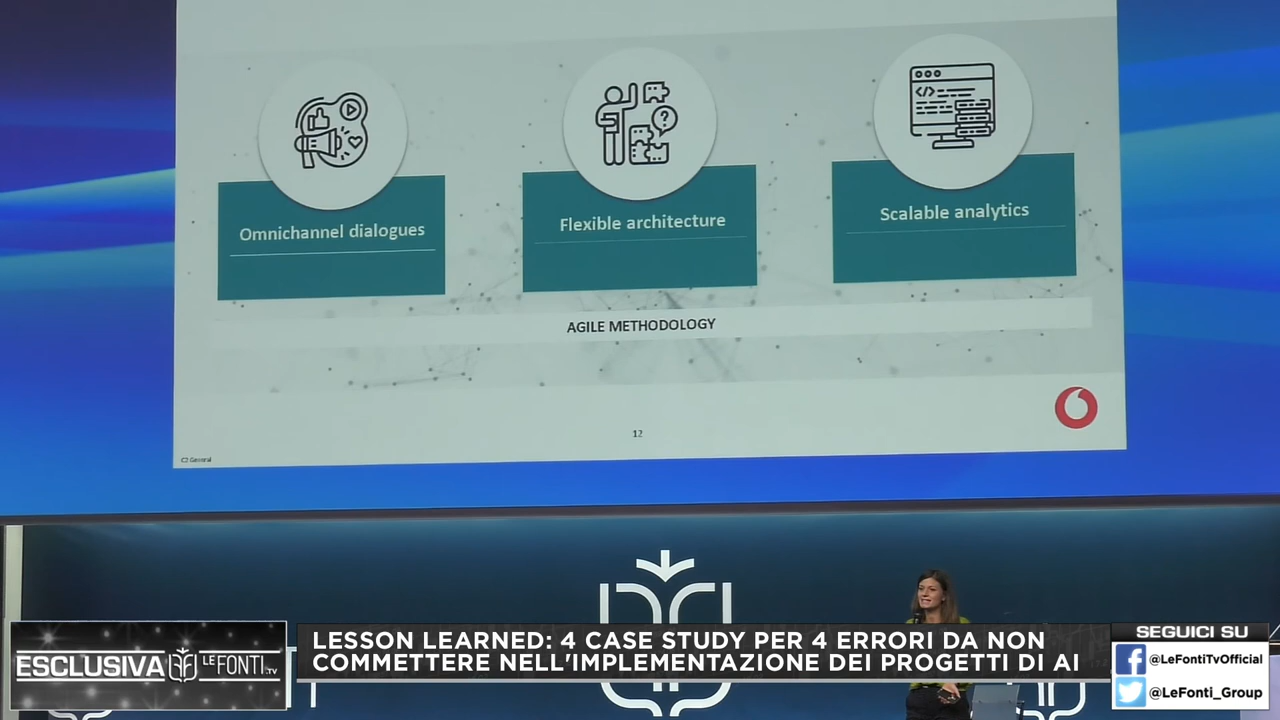 Omnichannel dialogues
Flexible architecture
Scalable analytics
AGILE METHODOLOGY
12
C2 General
ESCLUSIVA LE FONTI.TV
LESSON LEARNED: 4 CASE STUDY PER 4 ERRORI DA NON
COMMETTERE NELL'IMPLEMENTAZIONE DEI PROGETTI DI AI
SEGUICI SU
@LeFontiTvOfficial
@LeFonti_Group